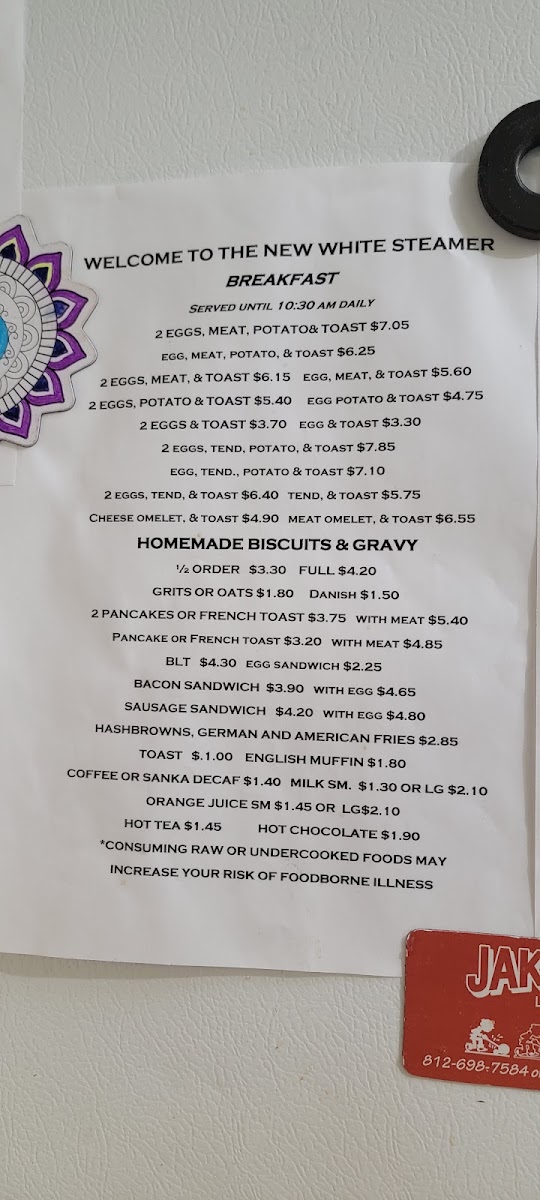 WELCOME TO THE NEW WHITE STEAMER
BREAKFAST
SERVED UNTIL 10:30 AM DAILY
2 EGGS, MEAT, POTATO& TOAST $7.05
EGG, MEAT, POTATO, & TOAST $6.25
2 EGGS, MEAT, & TOAST $6.15 EGG, MEAT, & TOAST $5.60
2 EGGS, POTATO & TOAST $5.40 EGG POTATO & TOAST $4.75
2 EGGS & TOAST $3.70 EGG & TOAST $3.30
2 EGGS, TEND, POTATO, & TOAST $7.85
EGG, TEND., POTATO & TOAST $7.10
2 EGGS, TEND, & TOAST $6.40 TEND, & TOAST $5.75
CHEESE OMELET, & TOAST $4.90 MEAT OMELET, & TOAST $6.55
HOMEMADE BISCUITS & GRAVY
½ ORDER $3.30 FULL $4.20
GRITS OR OATS $1.80 DANISH $1.50
2 PANCAKES OR FRENCH TOAST $3.75 WITH MEAT $5.40
PANCAKE OR FRENCH TOAST $3.20 WITH MEAT $4.85
BLT $4.30 EGG SANDWICH $2.25
BACON SANDWICH $3.90 WITH EGG $4.65
SAUSAGE SANDWICH $4.20 WITH EGG $4.80
HASHBROWNS, GERMAN AND AMERICAN FRIES $2.85
TOAST $.1.00 ENGLISH MUFFIN $1.80
COFFEE OR SANKA DECAF $1.40 MILK SM. $1.30 OR LG $2.10
ORANGE JUICE SM $1.45 OR LG$2.10
HOT TEA $1.45 HOT CHOCOLATE $1.90
*CONSUMING RAW OR UNDERCOOKED FOODS MAY
INCREASE YOUR RISK OF FOODBORNE ILLNESS
JAK
L
812-698-7584 o